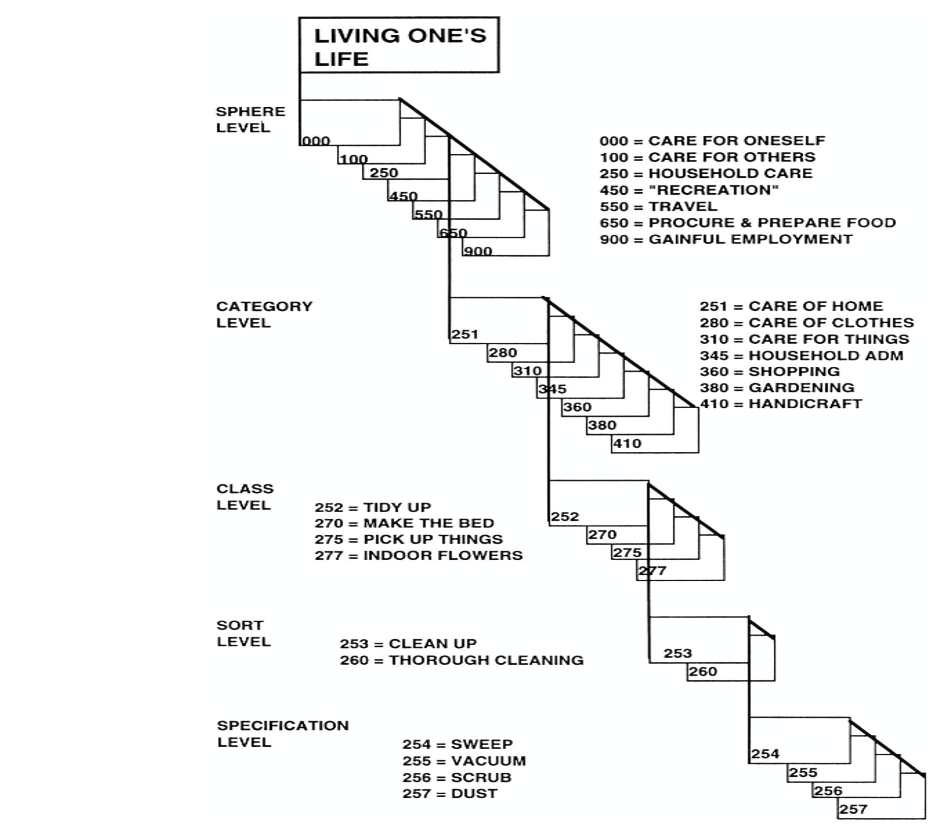 LIVING ONE'S
LIFE
SPHERE
LEVEL
000
100
250
450
550
650
900
000 = CARE FOR ONESELF
100 = CARE FOR OTHERS
250 = HOUSEHOLD CARE
450 = "RECREATION"
550 = TRAVEL
650 = PROCURE & PREPARE FOOD
900 = GAINFUL EMPLOYMENT
CATEGORY
LEVEL
251
280
310
345
360
380
410
251 = CARE OF HOME
280 = CARE OF CLOTHES
310 = CARE FOR THINGS
345 = HOUSEHOLD ADM
360 = SHOPPING
380 = GARDENING
410 = HANDICRAFT
CLASS
LEVEL
252 = TIDY UP
270 = MAKE THE BED
275 = PICK UP THINGS
277 = INDOOR FLOWERS
252
270
275
277
SORT
LEVEL
253 = CLEAN UP
260 = THOROUGH CLEANING
253
260
SPECIFICATION
LEVEL
254 = SWEEP
255 = VACUUM
256 = SCRUB
257 = DUST
254
255
256
257